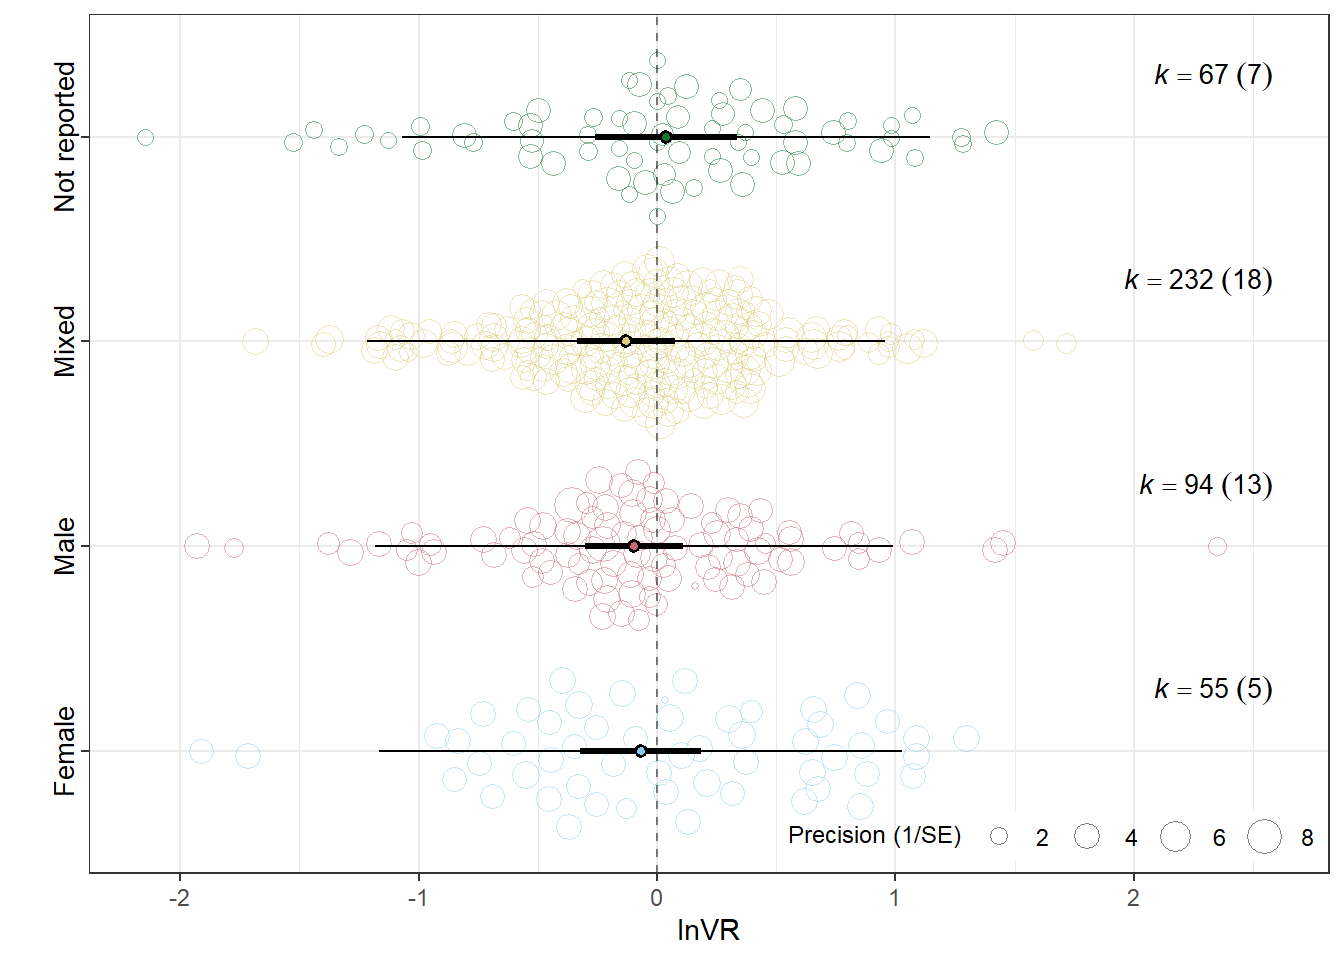 Not reported
k = 67 (7)
Mixed
k = 232 (18)
Male
k = 94 (13)
Female
k = 55 (5)
Precision (1/SE) 2 4 6 8
-2 -1 0 1 2
lnVR